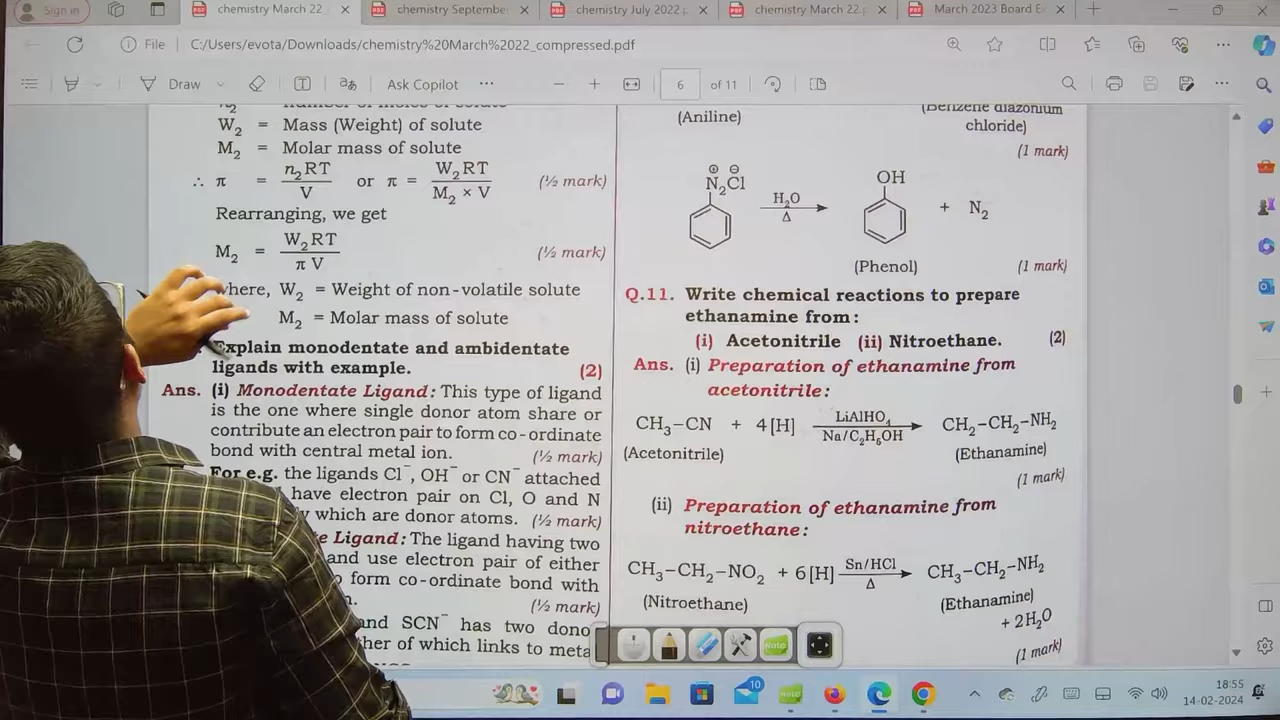 Sign in
chemistry March 22
chemistry September
chemistry July 2022.p
chemistry March 22.p
March 2023 Board E
File C:/Users/evota/Downloads/chemistry%20March%2022_compressed.pdf
Draw
Ask Copilot
6 of 11
W₂ = Mass (Weight) of solute
M₂ = Molar mass of solute
∴ π = n₂RT / V or π = W₂RT / M₂ × V (½ mark)
Rearranging, we get
M₂ = W₂RT / π V (½ mark)
where, W₂ = Weight of non-volatile solute
M₂ = Molar mass of solute
Explain monodentate and ambidentate
ligands with example. (2)
Ans. (i) Monodentate Ligand: This type of ligand
is the one where single donor atom share or
contribute an electron pair to form co-ordinate
bond with central metal ion. (½ mark)
For e.g. the ligands Cl⁻, OH⁻ or CN⁻ attached
have electron pair on Cl, O and N
which are donor atoms. (½ mark)
Ligand: The ligand having two
and use electron pair of either
form co-ordinate bond with
(½ mark)
and SCN⁻ has two dono
her of which links to meta
(Aniline)
(Benzene diazonium
chloride)
(1 mark)
N₂⊕Cl⊖ H₂O Δ OH + N₂
(Phenol) (1 mark)
Q.11. Write chemical reactions to prepare
ethanamine from:
(i) Acetonitrile (ii) Nitroethane. (2)
Ans. (i) Preparation of ethanamine from
acetonitrile:
CH₃–CN + 4[H] LiAlHO₄ Na/C₂H₅OH → CH₂–CH₂–NH₂
(Acetonitrile) (Ethanamine)
(1 mark)
(ii) Preparation of ethanamine from
nitroethane:
CH₃–CH₂–NO₂ + 6[H] Sn/HCl Δ → CH₃–CH₂–NH₂
(Nitroethane) (Ethanamine)
+ 2H₂O
(1 mark)
Note
10
18:55
14-02-2024